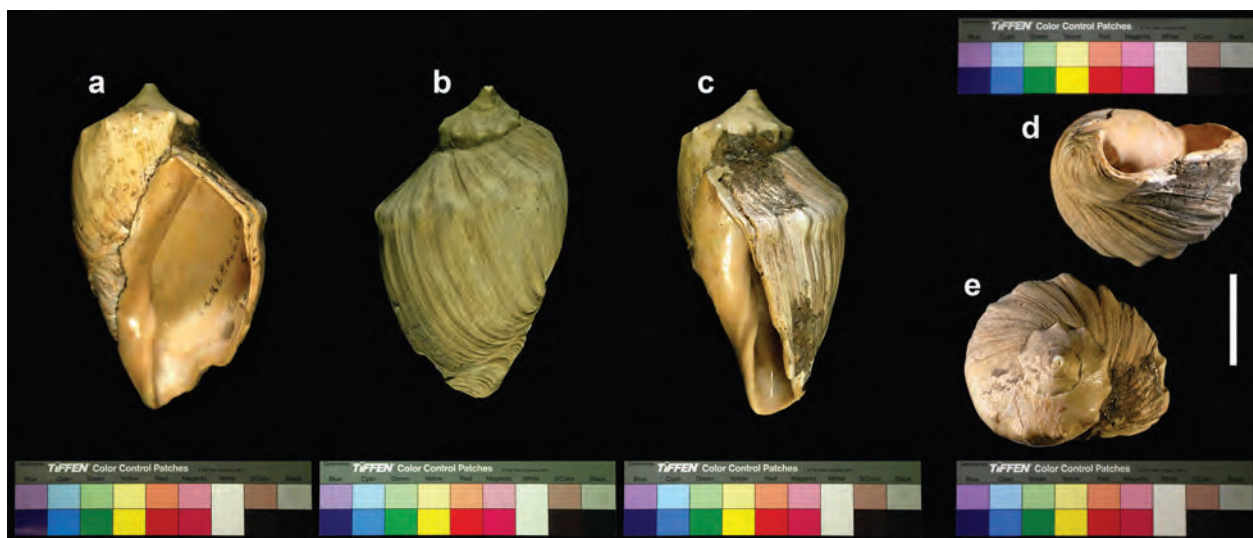 TIFFEN Color Control Patches
Blue Cyan Green Yellow Red Magenta White 3/Color Black
a
b
c
d
e
TIFFEN Color Control Patches
Blue Cyan Green Yellow Red Magenta White 3/Color Black
TIFFEN Color Control Patches
Blue Cyan Green Yellow Red Magenta White 3/Color Black
TIFFEN Color Control Patches
Blue Cyan Green Yellow Red Magenta White 3/Color Black
TIFFEN Color Control Patches
Blue Cyan Green Yellow Red Magenta White 3/Color Black